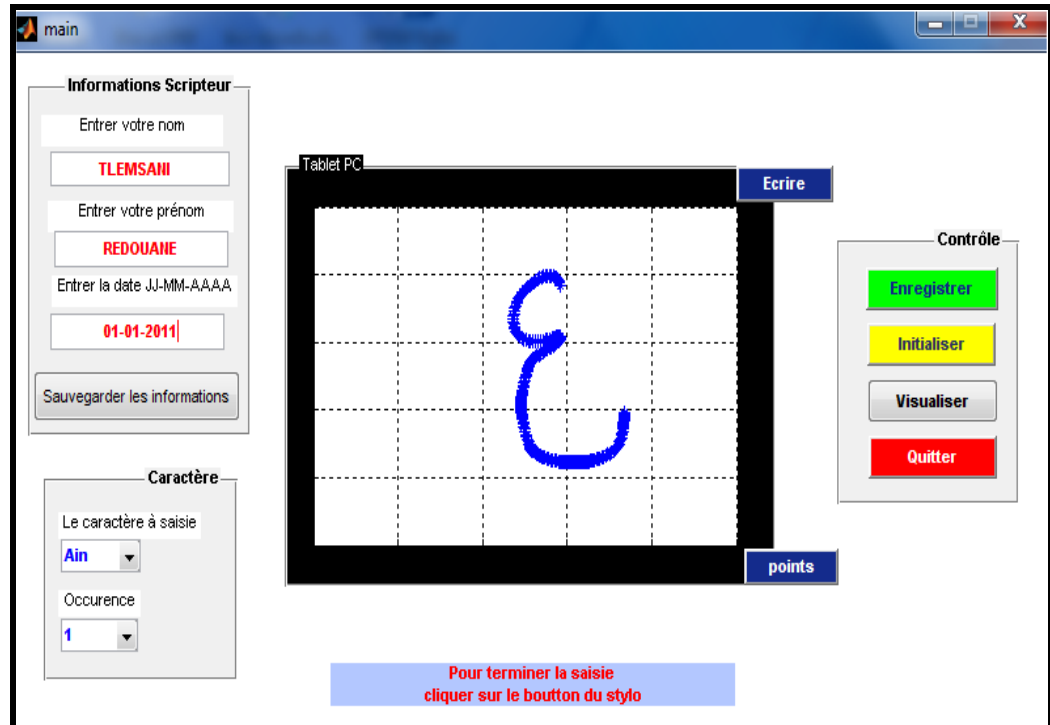 main
Informations Scripteur
Entrer votre nom
TLEMSANI
Entrer votre prénom
REDOUANE
Entrer la date JJ-MM-AAAA
01-01-2011
Sauvegarder les informations
Caractère
Le caractère à saisie
Ain
Occurence
1
Tablet PC
Ecrire
ع
points
Pour terminer la saisie
cliquer sur le boutton du stylo
Contrôle
Enregistrer
Initialiser
Visualiser
Quitter